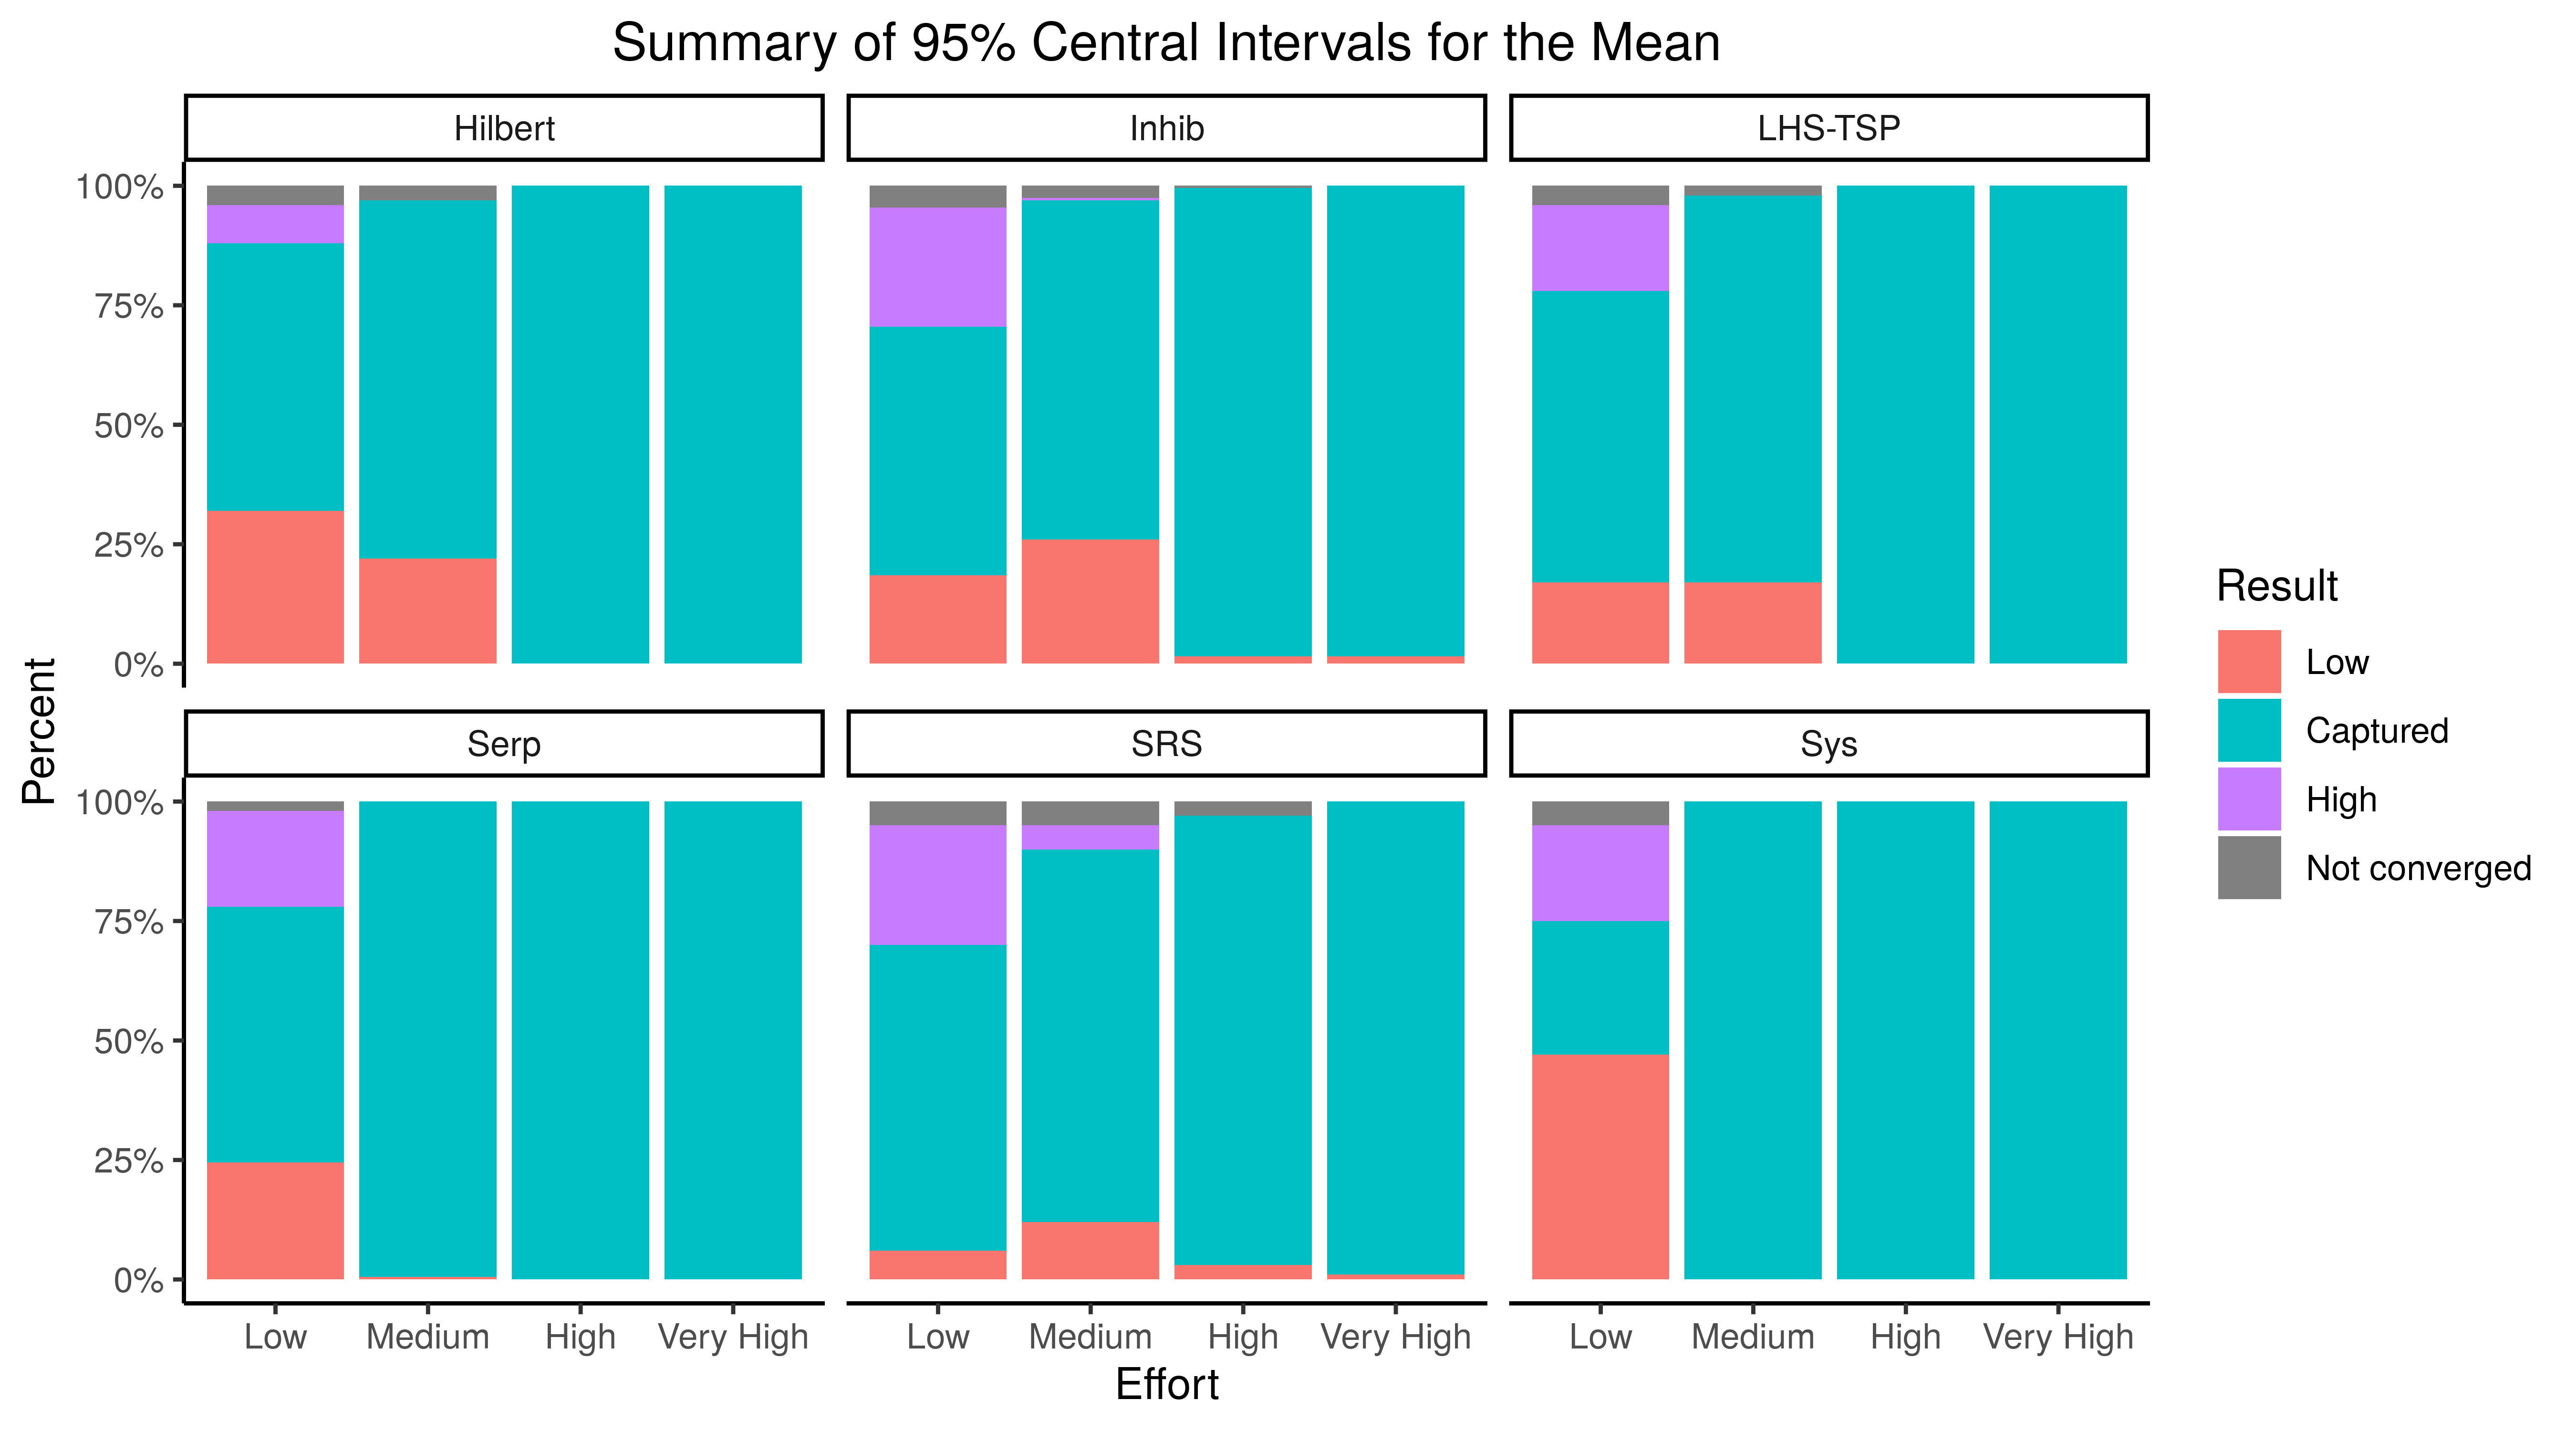 Summary of 95% Central Intervals for the Mean
Hilbert
Inhib
LHS-TSP
100%
75%
50%
25%
0%
Serp
SRS
Sys
100%
75%
50%
25%
0%
Low Medium High Very High
Low Medium High Very High
Low Medium High Very High
Effort
Percent
Result
Low
Captured
High
Not converged